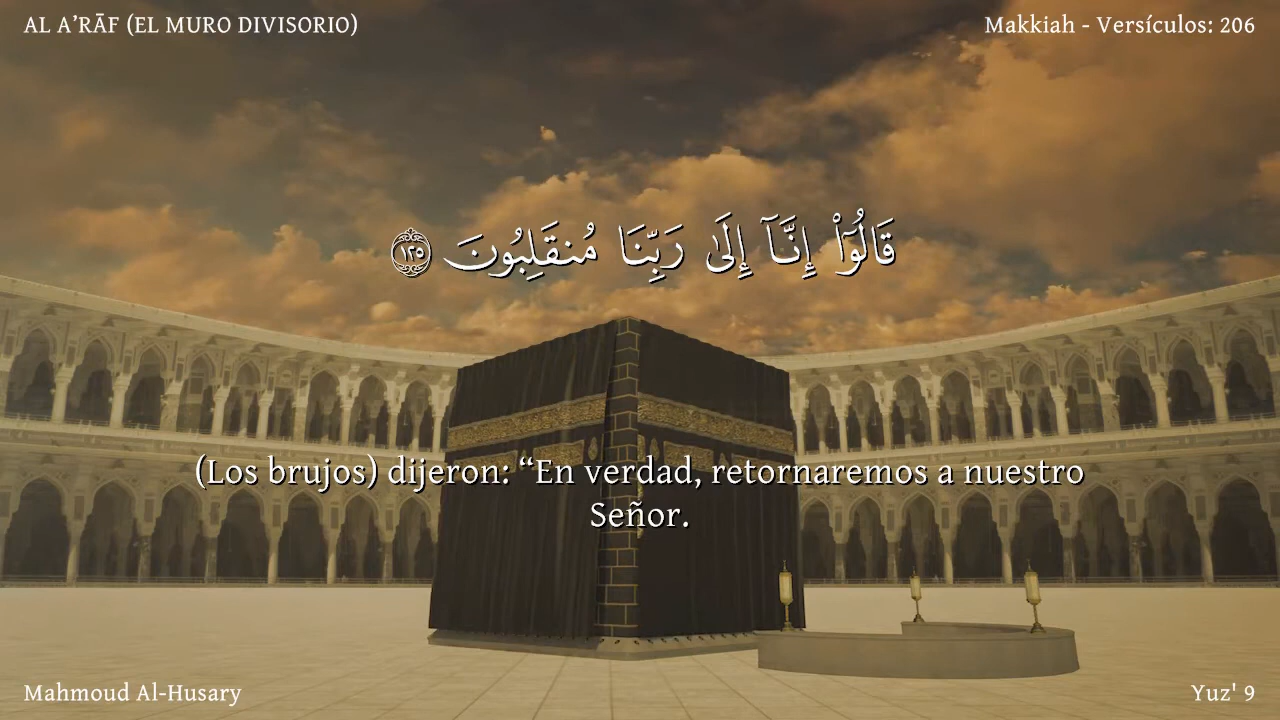 AL A’RĀF (EL MURO DIVISORIO)
Makkiah - Versículos: 206
قَالُوٓا۟ إِنَّآ إِلَىٰ رَبِّنَا مُنقَلِبُونَ ١٢٥
(Los brujos) dijeron: “En verdad, retornaremos a nuestro
Señor.
Mahmoud Al-Husary
Yuz' 9